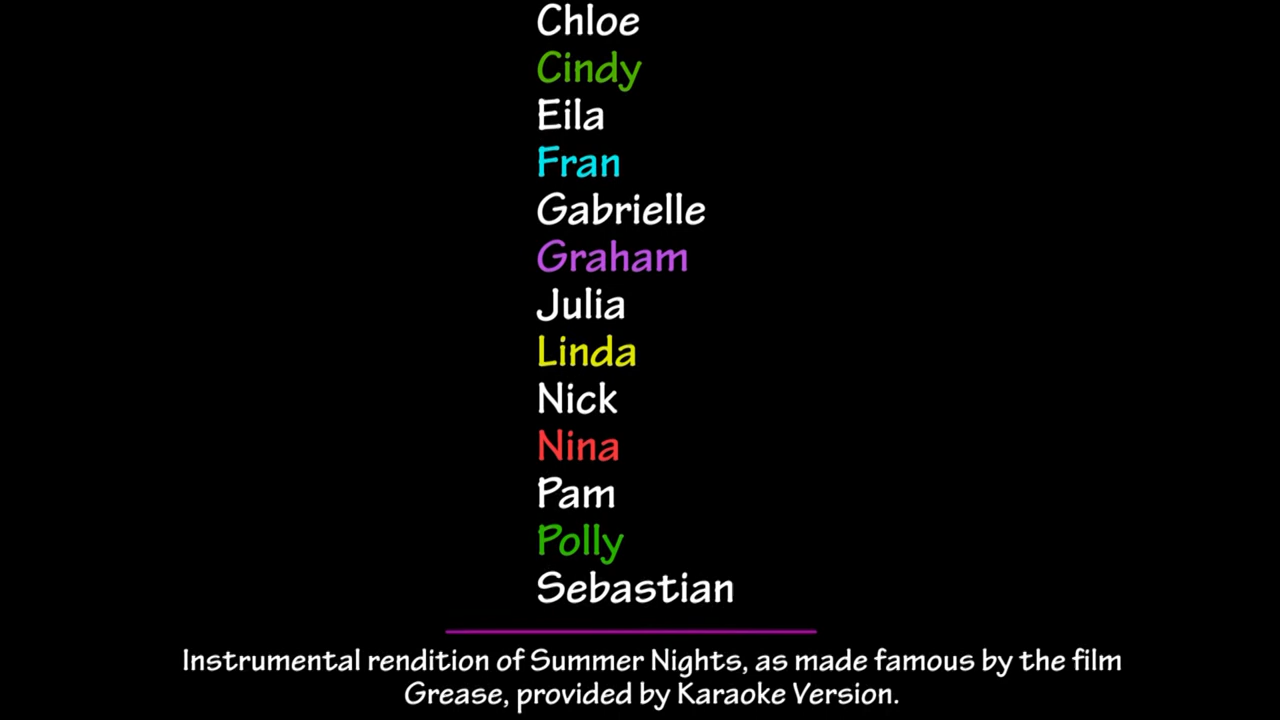 Chloe
Cindy
Eila
Fran
Gabrielle
Graham
Julia
Linda
Nick
Nina
Pam
Polly
Sebastian
Instrumental rendition of Summer Nights, as made famous by the film
Grease, provided by Karaoke Version.